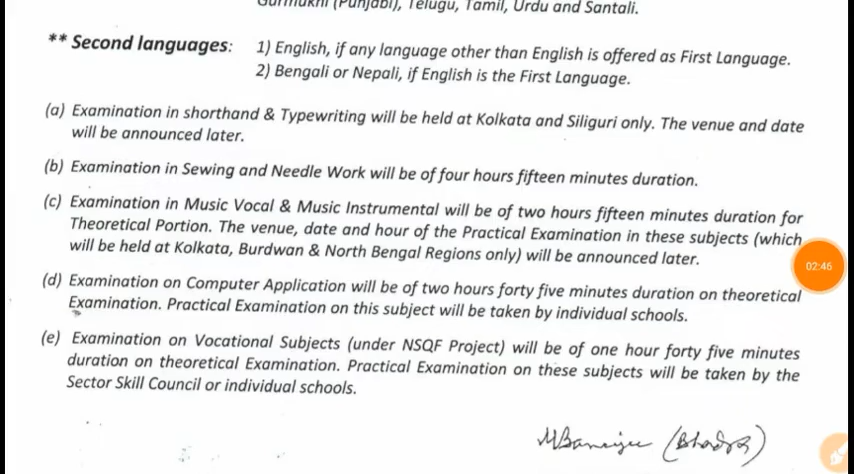 Gurmukhi (Punjabi), Telugu, Tamil, Urdu and Santali.
** Second languages: 1) English, if any language other than English is offered as First Language.
2) Bengali or Nepali, if English is the First Language.
(a) Examination in shorthand & Typewriting will be held at Kolkata and Siliguri only. The venue and date
will be announced later.
(b) Examination in Sewing and Needle Work will be of four hours fifteen minutes duration.
(c) Examination in Music Vocal & Music Instrumental will be of two hours fifteen minutes duration for
Theoretical Portion. The venue, date and hour of the Practical Examination in these subjects (which
will be held at Kolkata, Burdwan & North Bengal Regions only) will be announced later.
02:46
(d) Examination on Computer Application will be of two hours forty five minutes duration on theoretical
Examination. Practical Examination on this subject will be taken by individual schools.
(e) Examination on Vocational Subjects (under NSQF Project) will be of one hour forty five minutes
duration on theoretical Examination. Practical Examination on these subjects will be taken by the
Sector Skill Council or individual schools.
MBanerjee (Bhadra)